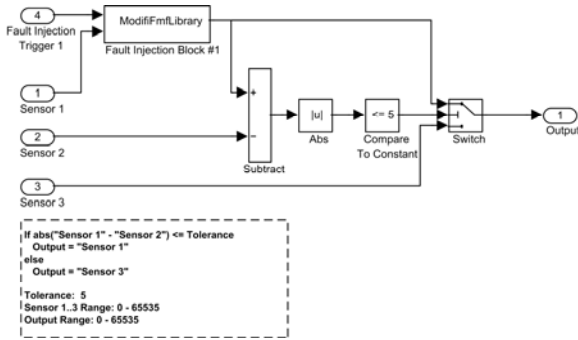 4
Fault Injection
Trigger 1
ModifiFmfLibrary
Fault Injection Block #1
1
Sensor 1
2
Sensor 2
+
−
Subtract
|u|
Abs
<= 5
Compare
To Constant
Switch
1
Output
3
Sensor 3
If abs("Sensor 1" - "Sensor 2") <= Tolerance
Output = "Sensor 1"
else
Output = "Sensor 3"
Tolerance: 5
Sensor 1..3 Range: 0 - 65535
Output Range: 0 - 65535